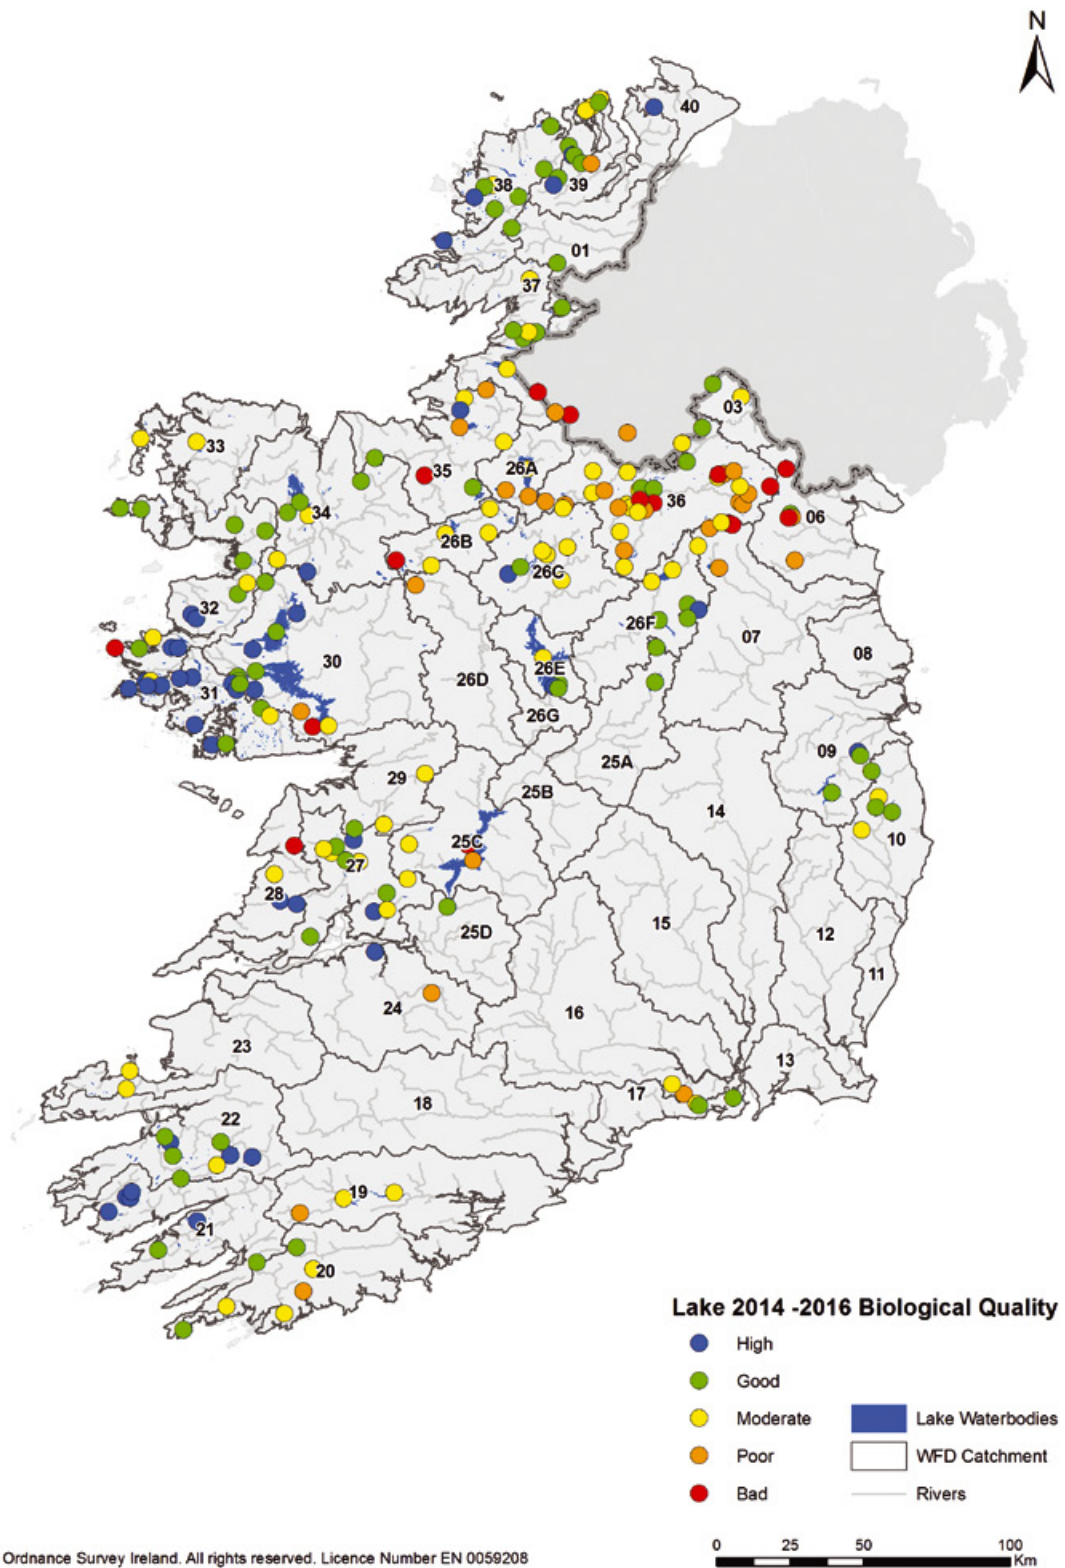 N
40
38
39
01
37
03
33
35
26A
36
34
06
26B
26C
32
26F
07
30
26E
08
31
26D
26G
09
29
25A
25B
14
25C
10
27
28
15
12
25D
11
24
16
23
13
17
18
22
19
21
20
Lake 2014 -2016 Biological Quality
High
Good
Moderate
Lake Waterbodies
Poor
WFD Catchment
Bad
Rivers
0 25 50 100
Km
Ordnance Survey Ireland. All rights reserved. Licence Number EN 0059208